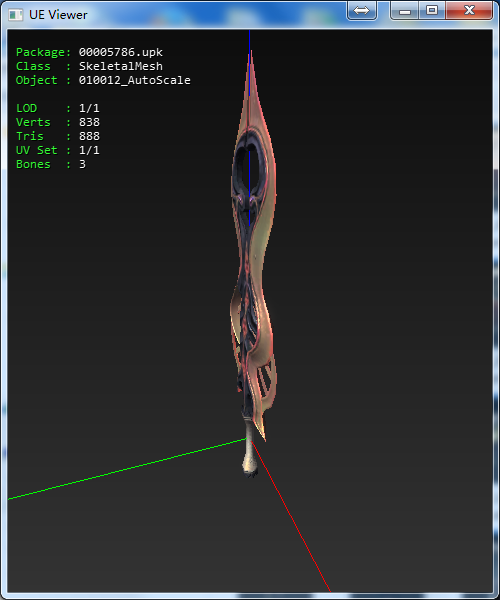 UE Viewer
Package: 00005786.upk
Class  : SkeletalMesh
Object : 010012_AutoScale
LOD    : 1/1
Verts  : 838
Tris   : 888
UV Set : 1/1
Bones  : 3